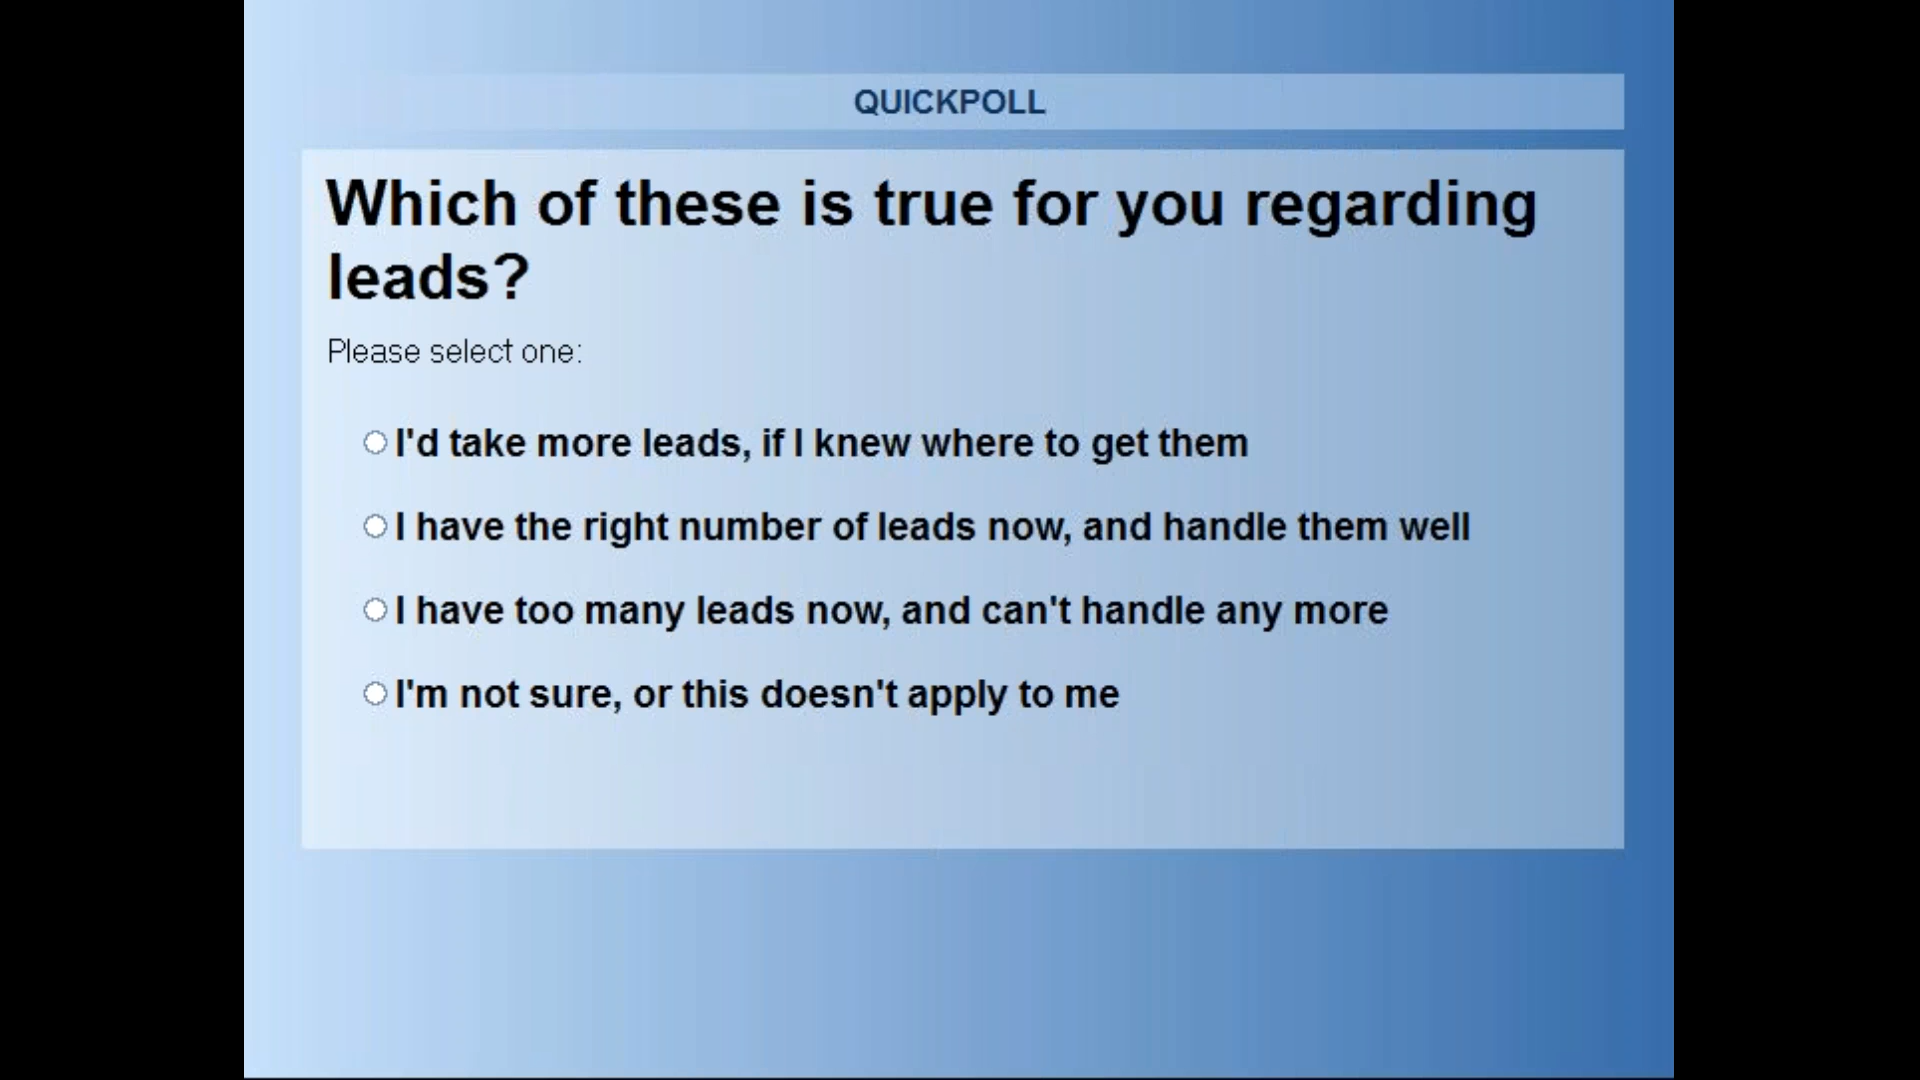 QUICKPOLL
Which of these is true for you regarding
leads?
Please select one:
I'd take more leads, if I knew where to get them
I have the right number of leads now, and handle them well
I have too many leads now, and can't handle any more
I'm not sure, or this doesn't apply to me